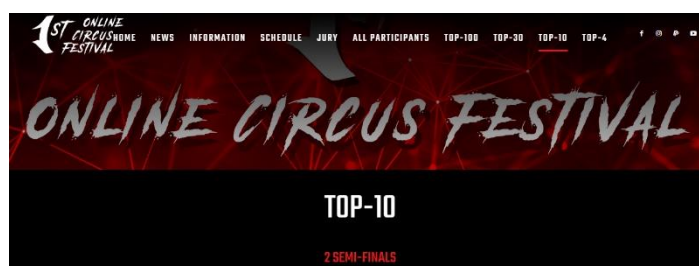 1ST ONLINE
CIRCUS
FESTIVAL
HOME NEWS INFORMATION SCHEDULE JURY ALL PARTICIPANTS TOP-100 TOP-30 TOP-10 TOP-4
ONLINE CIRCUS FESTIVAL
TOP-10
2 SEMI-FINALS